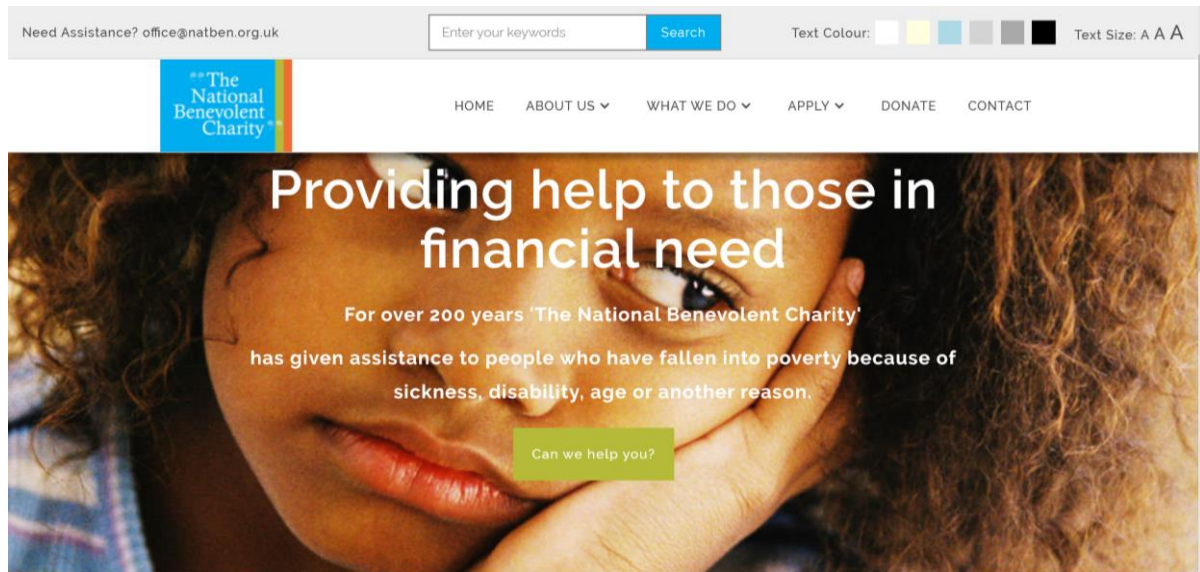 Need Assistance? office@natben.org.uk
Enter your keywords
Search
Text Colour:
Text Size: A A A
The
National
Benevolent
Charity
HOME
ABOUT US
WHAT WE DO
APPLY
DONATE
CONTACT
Providing help to those in
financial need
For over 200 years 'The National Benevolent Charity'
has given assistance to people who have fallen into poverty because of
sickness, disability, age or another reason.
Can we help you?